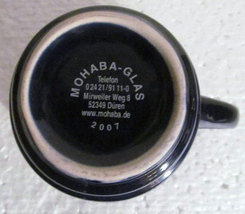 MOHABA-GLAS
Telefon
0 24 21/91 11-0
Mirweiler Weg 8
52349 Düren
www.mohaba.de
2007